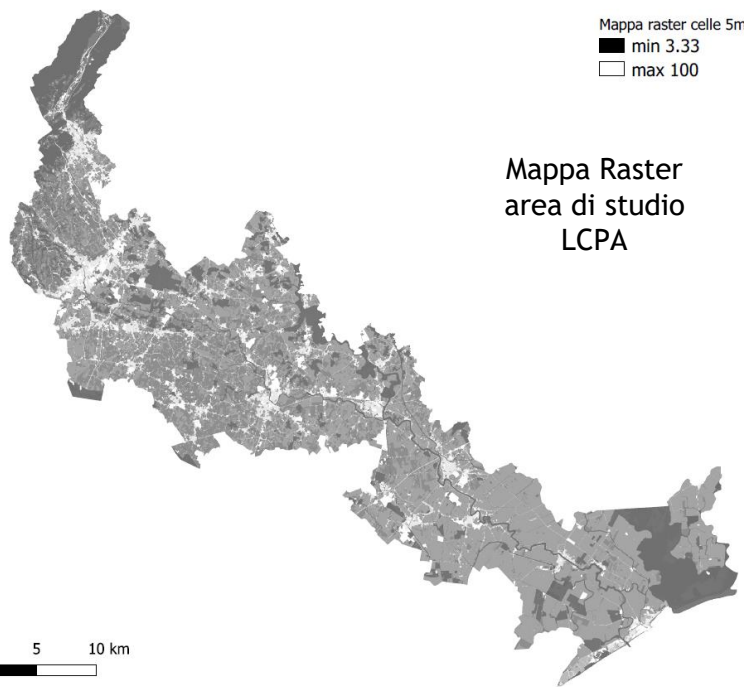 Mappa raster celle 5m
min 3.33
max 100
Mappa Raster
area di studio
LCPA
5 10 km